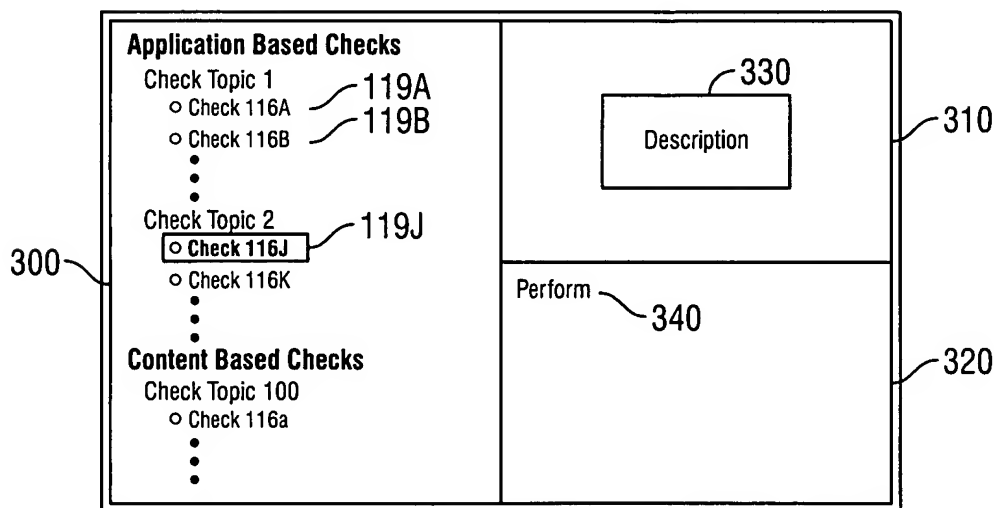 Application Based Checks
Check Topic 1
Check 116A
119A
Check 116B
119B
Check Topic 2
Check 116J
119J
Check 116K
Content Based Checks
Check Topic 100
Check 116a
300
330
Description
310
Perform
340
320